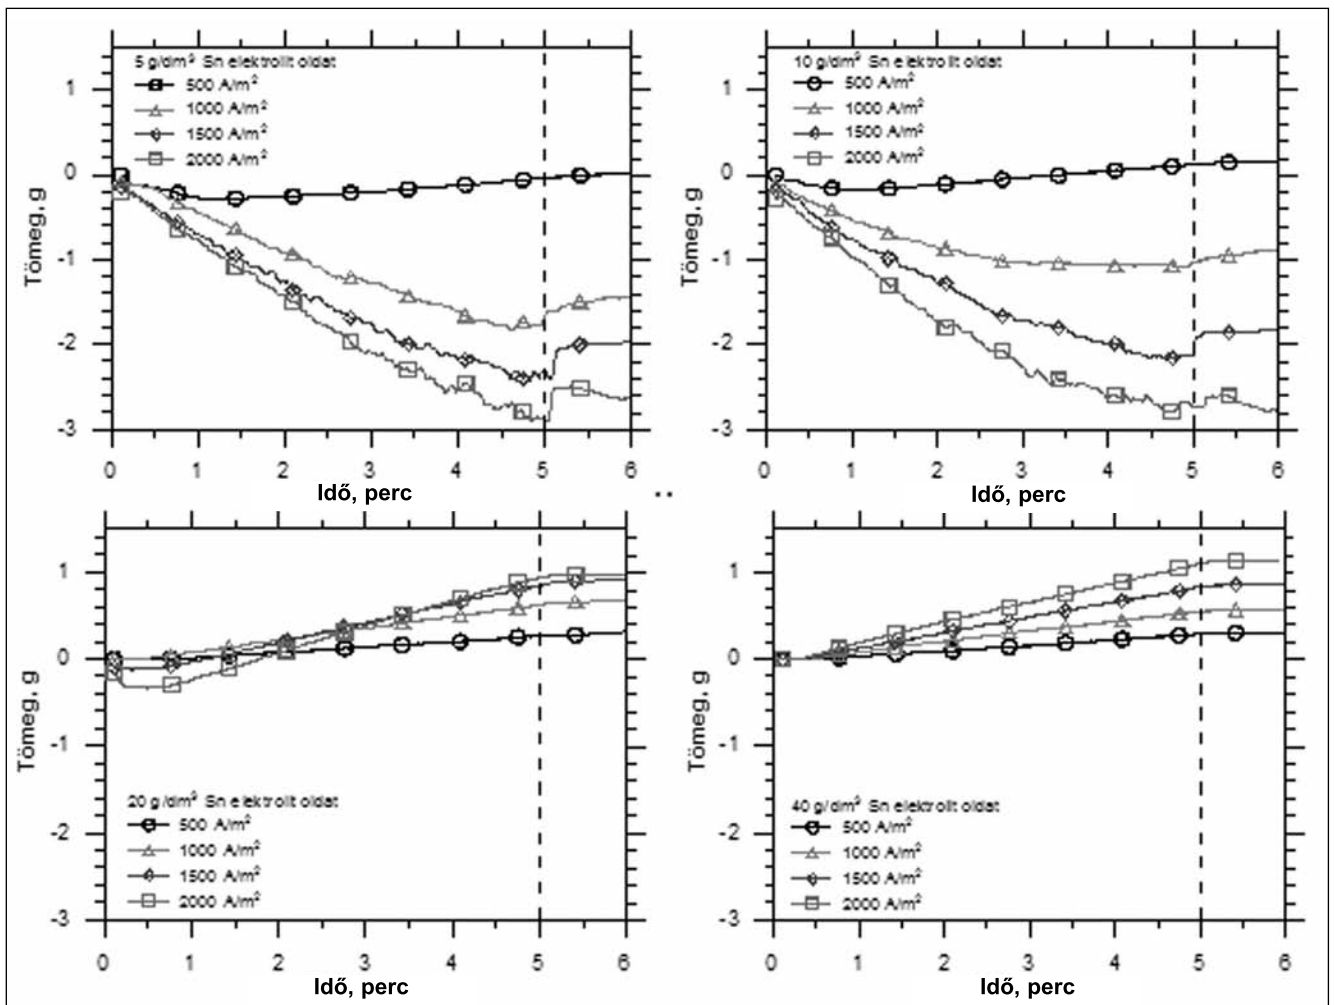 5 g/dm³ Sn elektrolit oldat
500 A/m²
1000 A/m²
1500 A/m²
2000 A/m²
Tömeg, g
1
0
-1
-2
-3
0 1 2 3 4 5 6
Idő, perc
10 g/dm³ Sn elektrolit oldat
500 A/m²
1000 A/m²
1500 A/m²
2000 A/m²
Tömeg, g
1
0
-1
-2
-3
0 1 2 3 4 5 6
Idő, perc
20 g/dm³ Sn elektrolit oldat
500 A/m²
1000 A/m²
1500 A/m²
2000 A/m²
Tömeg, g
1
0
-1
-2
-3
0 1 2 3 4 5 6
Idő, perc
40 g/dm³ Sn elektrolit oldat
500 A/m²
1000 A/m²
1500 A/m²
2000 A/m²
Tömeg, g
1
0
-1
-2
-3
0 1 2 3 4 5 6
Idő, perc